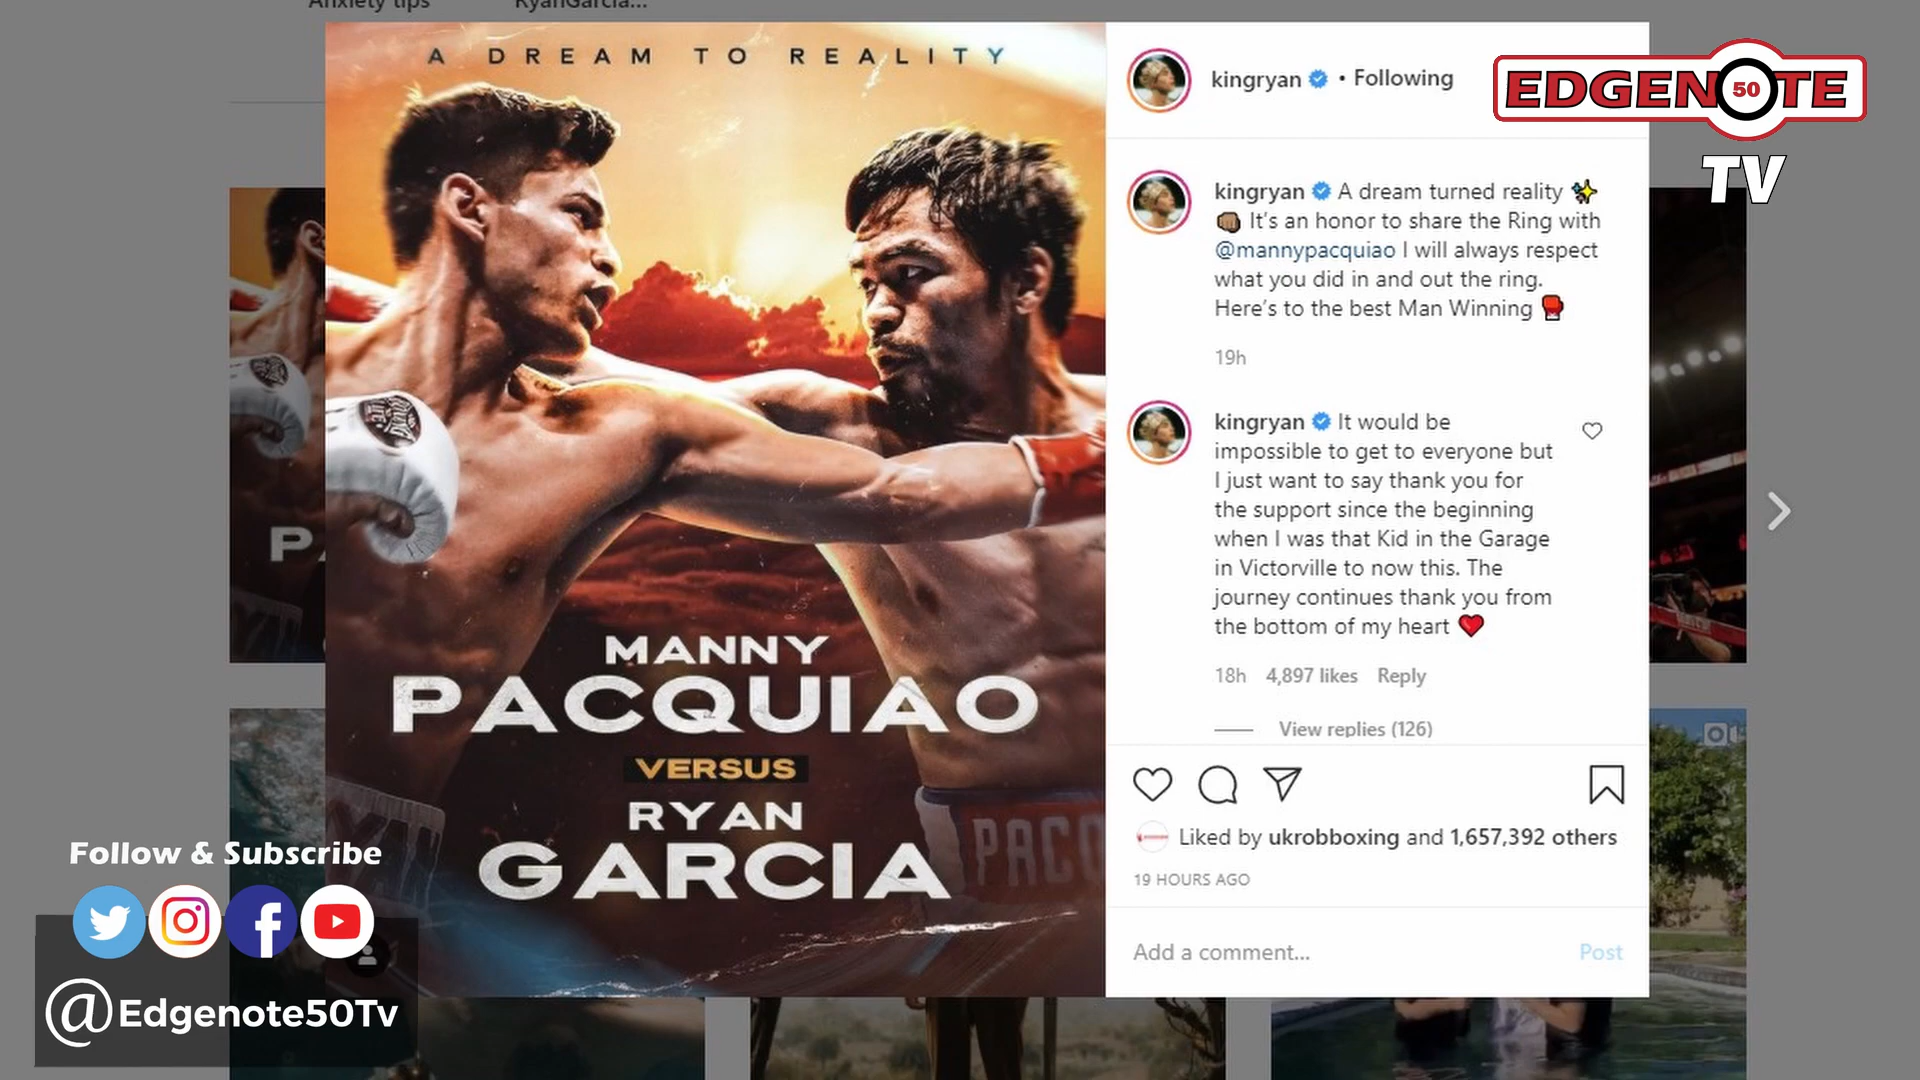 Anxiety tips
RyanGarcia...
A DREAM TO REALITY
MANNY
PACQUIAO
VERSUS
RYAN
GARCIA
PACQ
kingryan • Following
EDGENOTE
50
TV
kingryan A dream turned reality ✨
👊🏽 It’s an honor to share the Ring with
@mannypacquiao I will always respect
what you did in and out the ring.
Here’s to the best Man Winning 🥊
19h
kingryan It would be
impossible to get to everyone but
I just want to say thank you for
the support since the beginning
when I was that Kid in the Garage
in Victorville to now this. The
journey continues thank you from
the bottom of my heart ❤️
18h 4,897 likes Reply
View replies (126)
Liked by ukrobboxing and 1,657,392 others
19 HOURS AGO
Add a comment... Post
Follow & Subscribe
@Edgenote50Tv